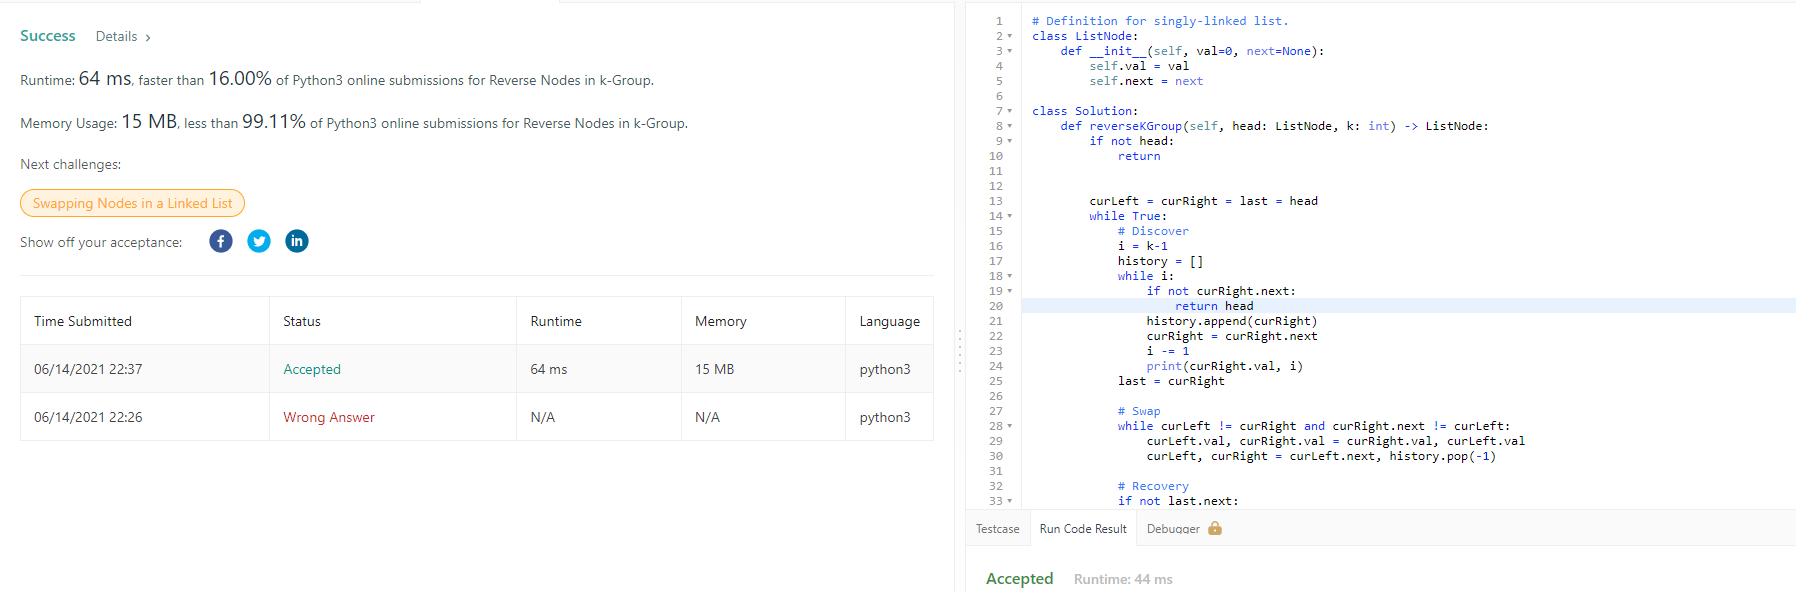 Success Details >
Runtime: 64 ms, faster than 16.00% of Python3 online submissions for Reverse Nodes in k-Group.
Memory Usage: 15 MB, less than 99.11% of Python3 online submissions for Reverse Nodes in k-Group.
Next challenges:
Swapping Nodes in a Linked List
Show off your acceptance:
Time Submitted Status Runtime Memory Language
06/14/2021 22:37 Accepted 64 ms 15 MB python3
06/14/2021 22:26 Wrong Answer N/A N/A python3
1 # Definition for singly-linked list.
2 class ListNode:
3 def __init__(self, val=0, next=None):
4 self.val = val
5 self.next = next
6
7 class Solution:
8 def reverseKGroup(self, head: ListNode, k: int) -> ListNode:
9 if not head:
10 return
11
12
13 curLeft = curRight = last = head
14 while True:
15 # Discover
16 i = k-1
17 history = []
18 while i:
19 if not curRight.next:
20 return head
21 history.append(curRight)
22 curRight = curRight.next
23 i -= 1
24 print(curRight.val, i)
25 last = curRight
26
27 # Swap
28 while curLeft != curRight and curRight.next != curLeft:
29 curLeft.val, curRight.val = curRight.val, curLeft.val
30 curLeft, curRight = curLeft.next, history.pop(-1)
31
32 # Recovery
33 if not last.next:
Testcase Run Code Result Debugger
Accepted Runtime: 44 ms